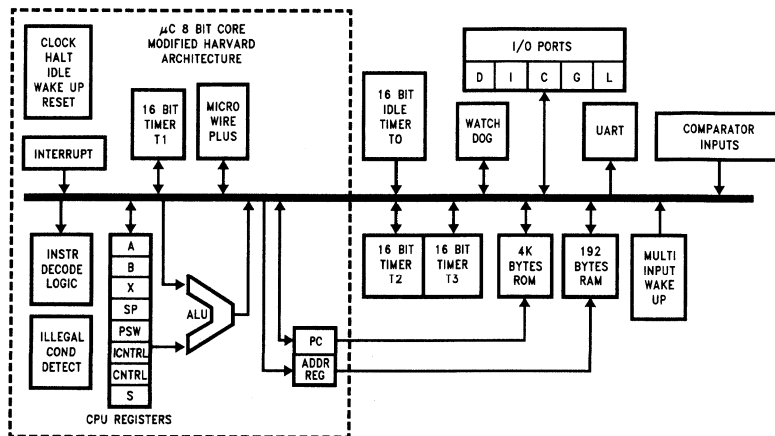 μC 8 BIT CORE
MODIFIED HARVARD
ARCHITECTURE
CLOCK
HALT
IDLE
WAKE UP
RESET
16 BIT
TIMER
T1
MICRO
WIRE
PLUS
INTERRUPT
16 BIT
IDLE
TIMER
T0
WATCH
DOG
I/O PORTS
D I C G L
UART
COMPARATOR
INPUTS
INSTR
DECODE
LOGIC
ILLEGAL
COND
DETECT
A
B
X
SP
PSW
ICNTRL
CNTRL
S
CPU REGISTERS
ALU
PC
ADDR
REG
16 BIT
TIMER
T2
16 BIT
TIMER
T3
4K
BYTES
ROM
192
BYTES
RAM
MULTI
INPUT
WAKE
UP